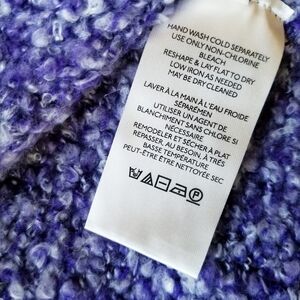 HAND WASH COLD SEPARATELY
USE ONLY NON-CHLORINE
BLEACH
RESHAPE & LAY FLAT TO DRY
LOW IRON AS NEEDED
MAY BE DRY CLEANED
LAVER À LA MAIN À L'EAU FROIDE
SÉPARÉMEN
UTILISER UN AGENT DE
BLANCHIMENT SANS CHLORE SI
NÉCESSAIRE
REMODELER ET SÉCHER À PLAT
REPASSER, AU BESOIN, À TRÈS
BASSE TEMPÉRATURE
PEUT-ÊTRE ÊTRE NETTOYÉE SEC